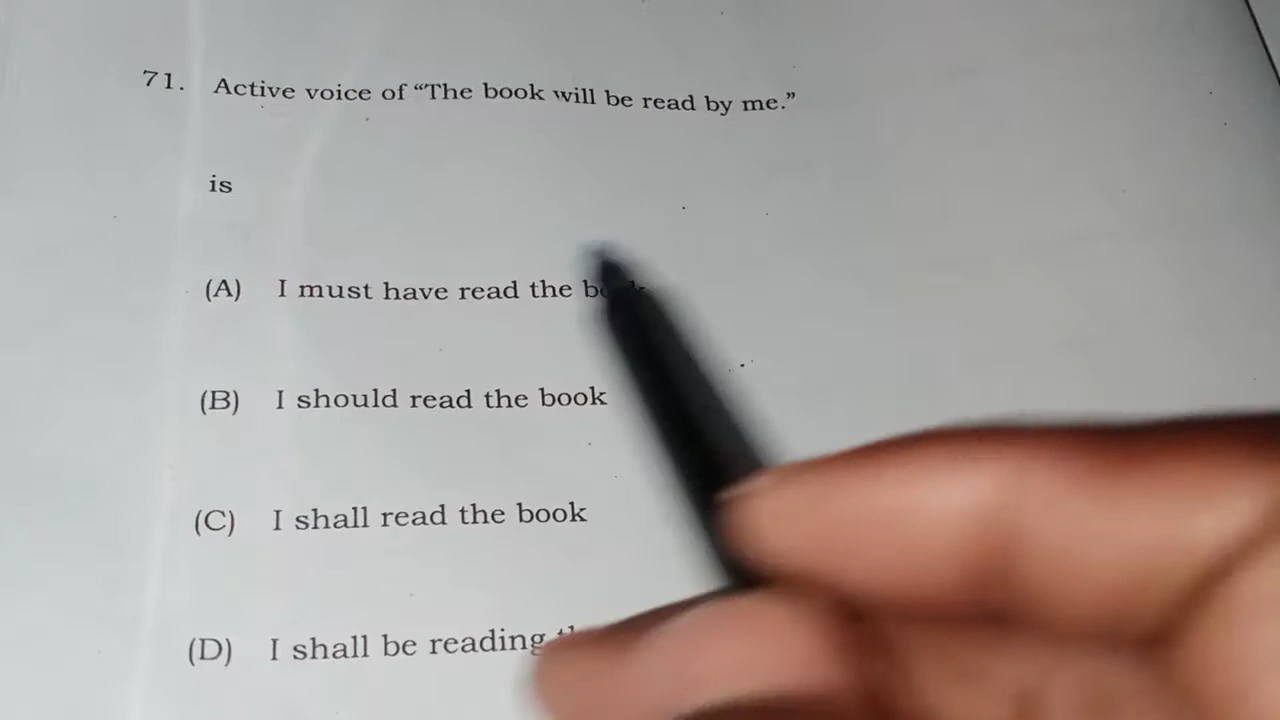 71. Active voice of “The book will be read by me.”
is
(A) I must have read the
(B) I should read the book
(C) I shall read the book
(D) I shall be reading